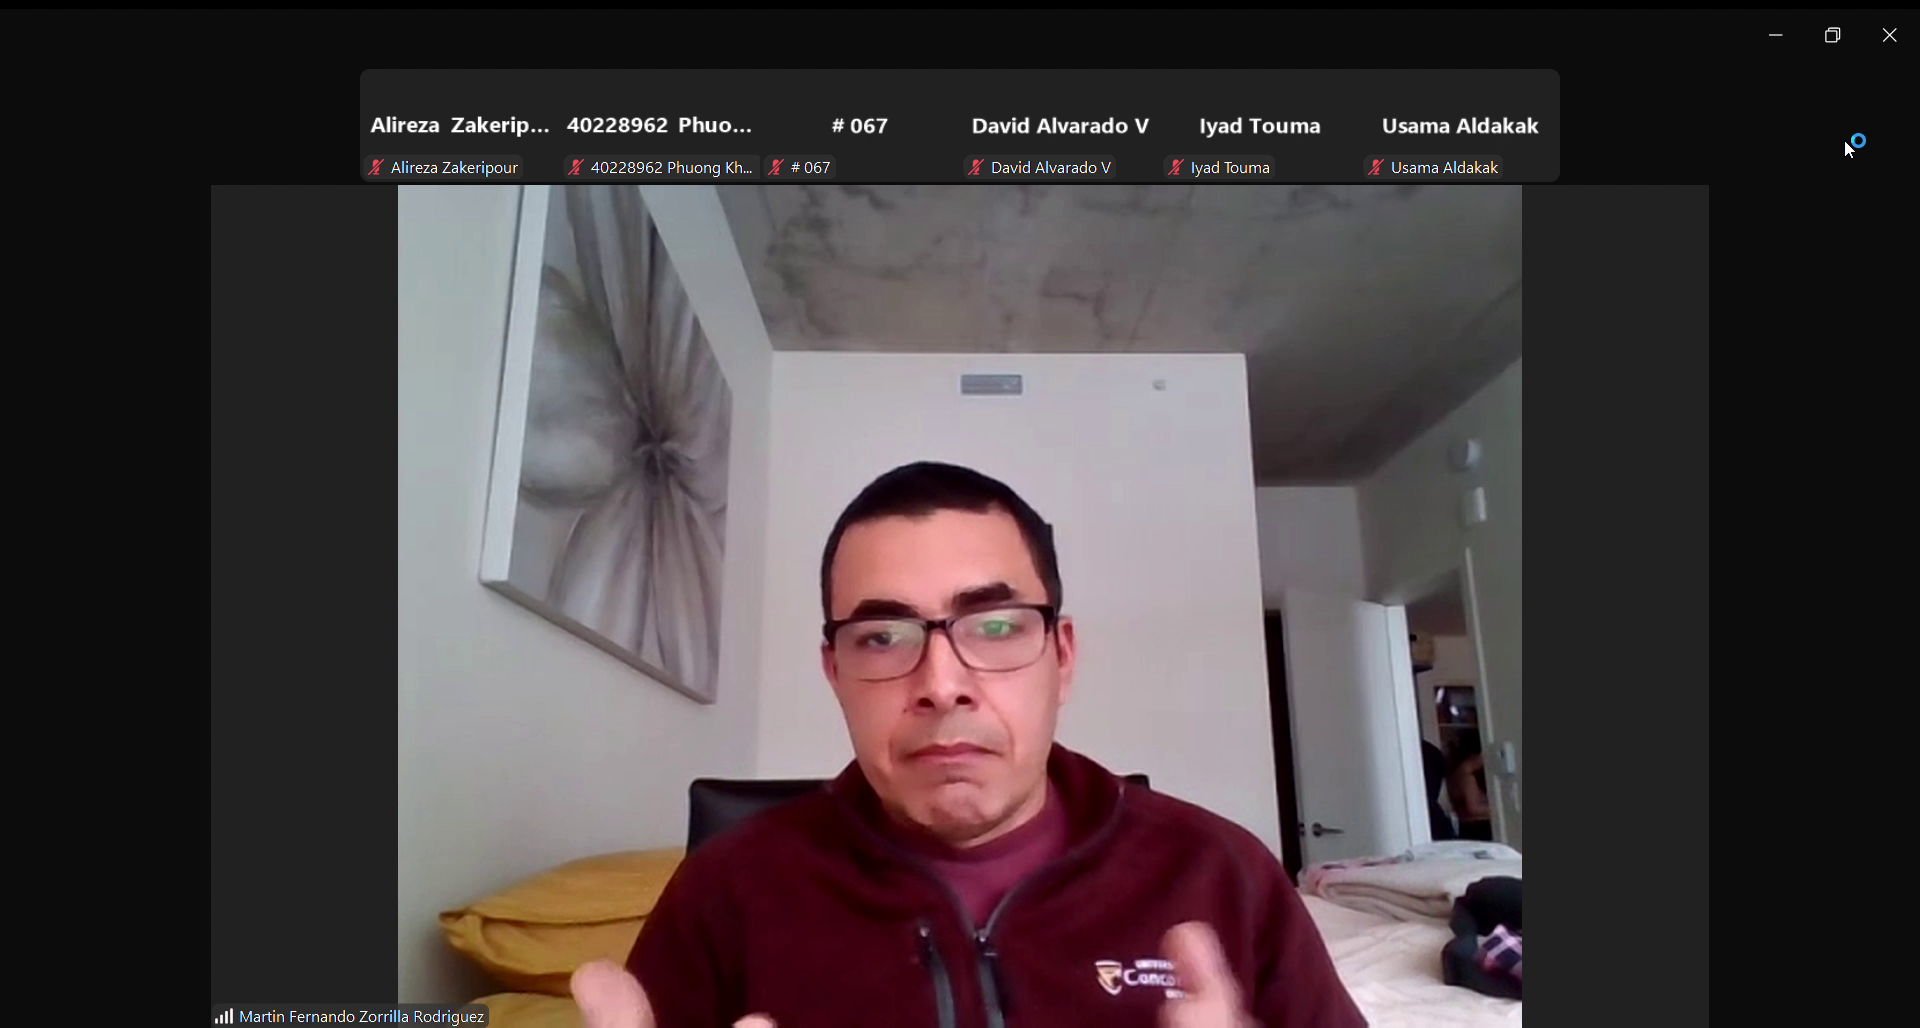 Alireza Zakerip...
40228962 Phuo...
# 067
David Alvarado V
Iyad Touma
Usama Aldakak
Alireza Zakeripour
40228962 Phuong Kh...
# 067
David Alvarado V
Iyad Touma
Usama Aldakak
Conco
Martin Fernando Zorrilla Rodriguez